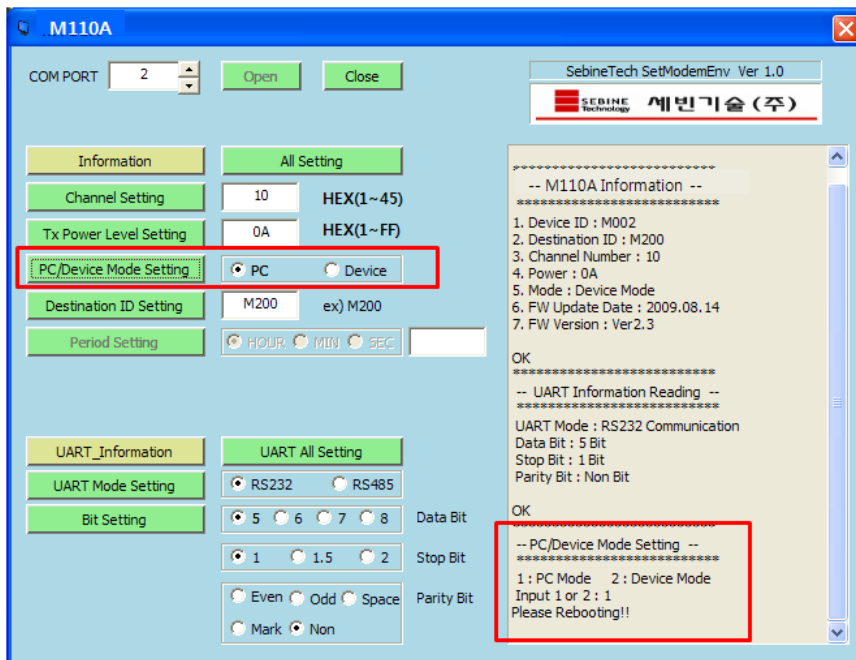 M110A
COM PORT 2 Open Close
SebineTech SetModemEnv Ver 1.0
SEBINE Technology 세빈기술(주)
Information All Setting
Channel Setting 10 HEX(1~45)
Tx Power Level Setting 0A HEX(1~FF)
PC/Device Mode Setting PC Device
Destination ID Setting M200 ex) M200
Period Setting HOUR MIN SEC
UART_Information UART All Setting
UART Mode Setting RS232 RS485
Bit Setting 5 6 7 8 Data Bit
1 1.5 2 Stop Bit
Even Odd Space Parity Bit
Mark Non
-- M110A Information --
***************************
1. Device ID : M002
2. Destination ID : M200
3. Channel Number : 10
4. Power : 0A
5. Mode : Device Mode
6. FW Update Date : 2009.08.14
7. FW Version : Ver2.3
OK
***************************
-- UART Information Reading --
***************************
UART Mode : RS232 Communication
Data Bit : 5 Bit
Stop Bit : 1 Bit
Parity Bit : Non Bit
OK
***************************
-- PC/Device Mode Setting --
***************************
1 : PC Mode 2 : Device Mode
Input 1 or 2 : 1
Please Rebooting!!